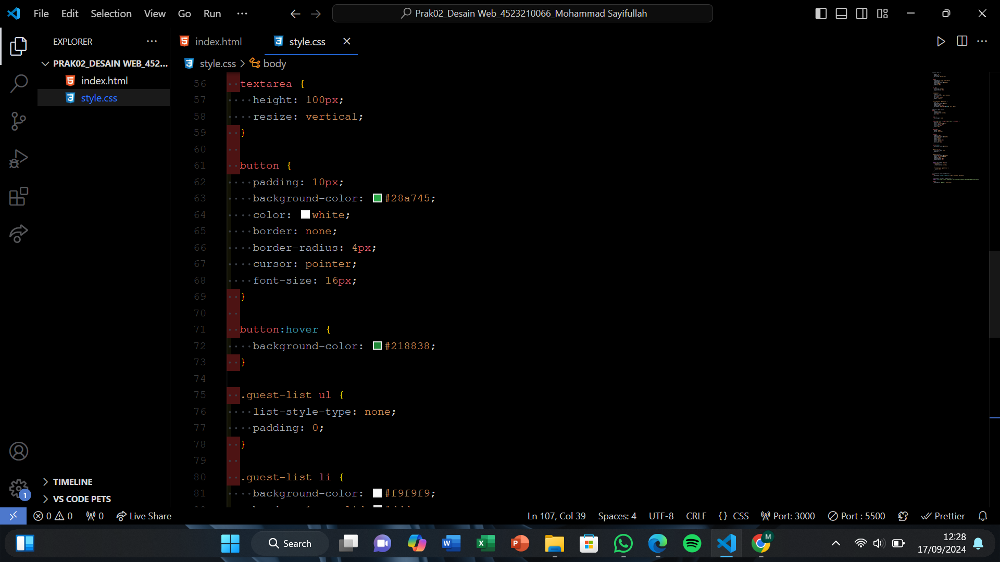 File Edit Selection View Go Run ···
Prak02_Desain Web_4523210066_Mohammad Sayifullah
EXPLORER ···
PRAK02_DESAIN WEB_452...
index.html
style.css
TIMELINE
VS CODE PETS
1
index.html style.css
style.css > body
56 textarea {
57 height: 100px;
58 resize: vertical;
59 }
60
61 button {
62 padding: 10px;
63 background-color: #28a745;
64 color: white;
65 border: none;
66 border-radius: 4px;
67 cursor: pointer;
68 font-size: 16px;
69 }
70
71 button:hover {
72 background-color: #218838;
73 }
74
75 .guest-list ul {
76 list-style-type: none;
77 padding: 0;
78 }
79
80 .guest-list li {
81 background-color: #f9f9f9;
0 0 0 Live Share Ln 107, Col 39 Spaces: 4 UTF-8 CRLF {} CSS Port: 3000 Port : 5500 Prettier
Search
M
12:28
17/09/2024